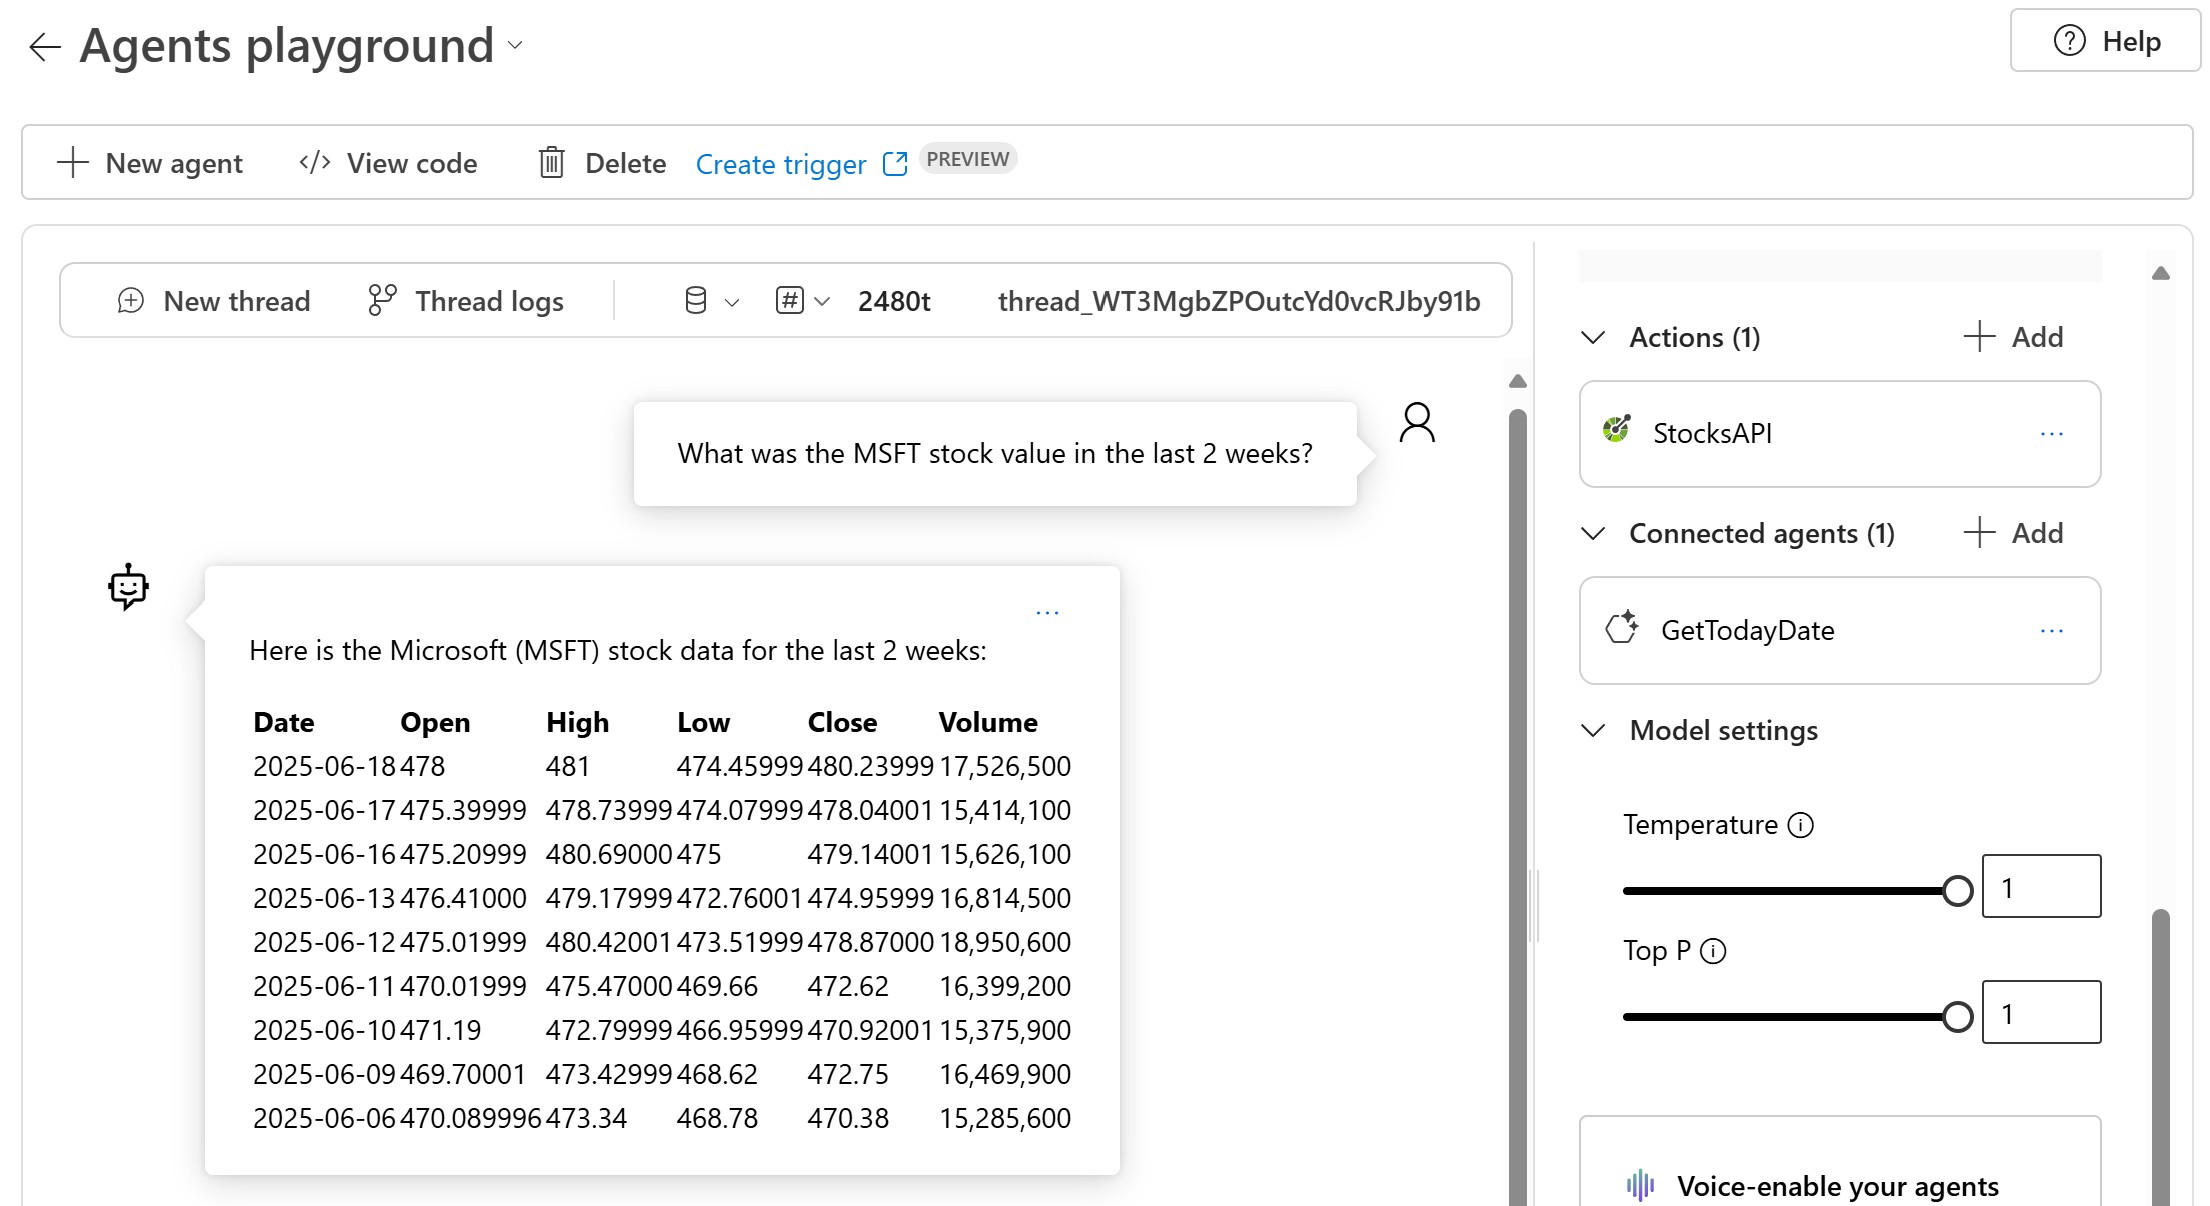 Agents playground
Help
New agent
View code
Delete
Create trigger
PREVIEW
New thread
Thread logs
2480t
thread_WT3MgbZPOutcYd0vcRJby91b
What was the MSFT stock value in the last 2 weeks?
...
Here is the Microsoft (MSFT) stock data for the last 2 weeks:
Date Open High Low Close Volume
2025-06-18 478 481 474.45999 480.23999 17,526,500
2025-06-17 475.39999 478.73999 474.07999 478.04001 15,414,100
2025-06-16 475.20999 480.69000 475 479.14001 15,626,100
2025-06-13 476.41000 479.17999 472.76001 474.95999 16,814,500
2025-06-12 475.01999 480.42001 473.51999 478.87000 18,950,600
2025-06-11 470.01999 475.47000 469.66 472.62 16,399,200
2025-06-10 471.19 472.79999 466.95999 470.92001 15,375,900
2025-06-09 469.70001 473.42999 468.62 472.75 16,469,900
2025-06-06 470.089996 473.34 468.78 470.38 15,285,600
Actions (1)
Add
StocksAPI
...
Connected agents (1)
Add
GetTodayDate
...
Model settings
Temperature
1
Top P
1
Voice-enable your agents